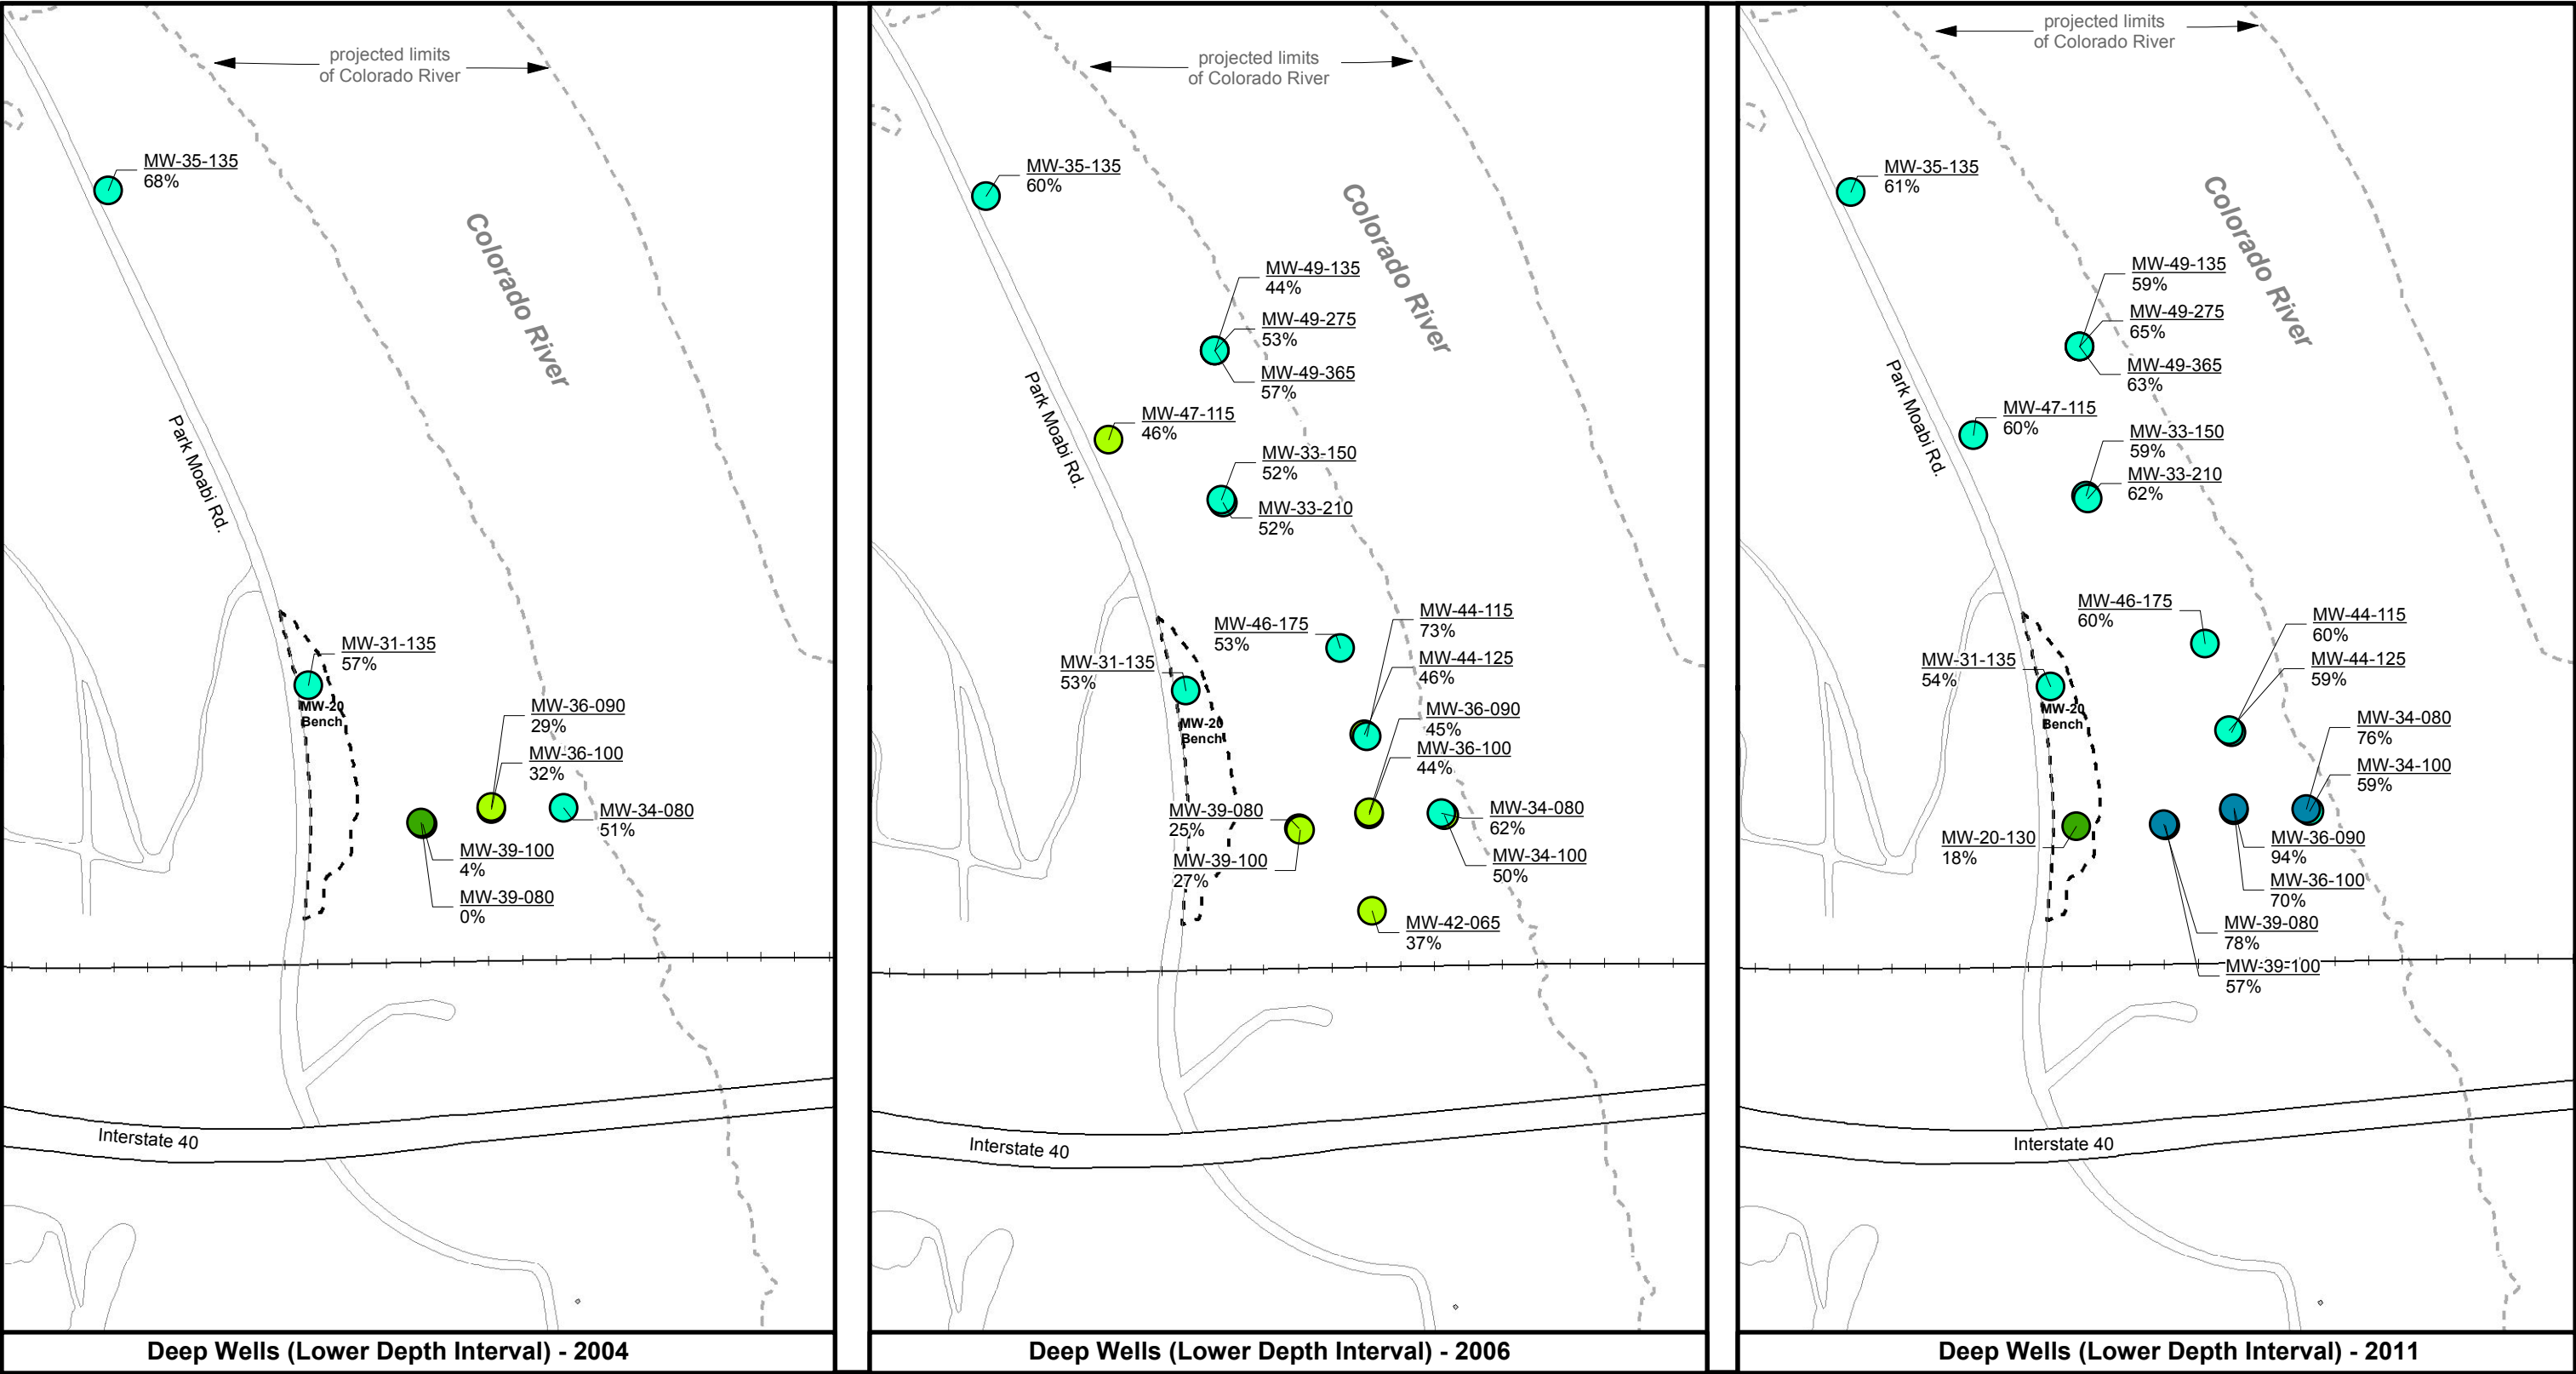 projected limits
of Colorado River
MW-35-135
68%
Colorado River
Park Moabi Rd.
MW-31-135
57%
MW-20
Bench
MW-36-090
29%
MW-36-100
32%
MW-34-080
51%
MW-39-100
4%
MW-39-080
0%
Interstate 40
Deep Wells (Lower Depth Interval) - 2004
projected limits
of Colorado River
MW-35-135
60%
Colorado River
MW-49-135
44%
MW-49-275
53%
MW-49-365
57%
Park Moabi Rd.
MW-47-115
46%
MW-33-150
52%
MW-33-210
52%
MW-44-115
73%
MW-46-175
53%
MW-44-125
46%
MW-31-135
53%
MW-20
Bench
MW-36-090
45%
MW-36-100
44%
MW-39-080
25%
MW-34-080
62%
MW-39-100
27%
MW-34-100
50%
MW-42-065
37%
Interstate 40
Deep Wells (Lower Depth Interval) - 2006
projected limits
of Colorado River
MW-35-135
61%
Colorado River
MW-49-135
59%
MW-49-275
65%
MW-49-365
63%
Park Moabi Rd.
MW-47-115
60%
MW-33-150
59%
MW-33-210
62%
MW-46-175
60%
MW-44-115
60%
MW-44-125
59%
MW-31-135
54%
MW-20
Bench
MW-34-080
76%
MW-34-100
59%
MW-20-130
18%
MW-36-090
94%
MW-36-100
70%
MW-39-080
78%
MW-39-100
57%
Interstate 40
Deep Wells (Lower Depth Interval) - 2011